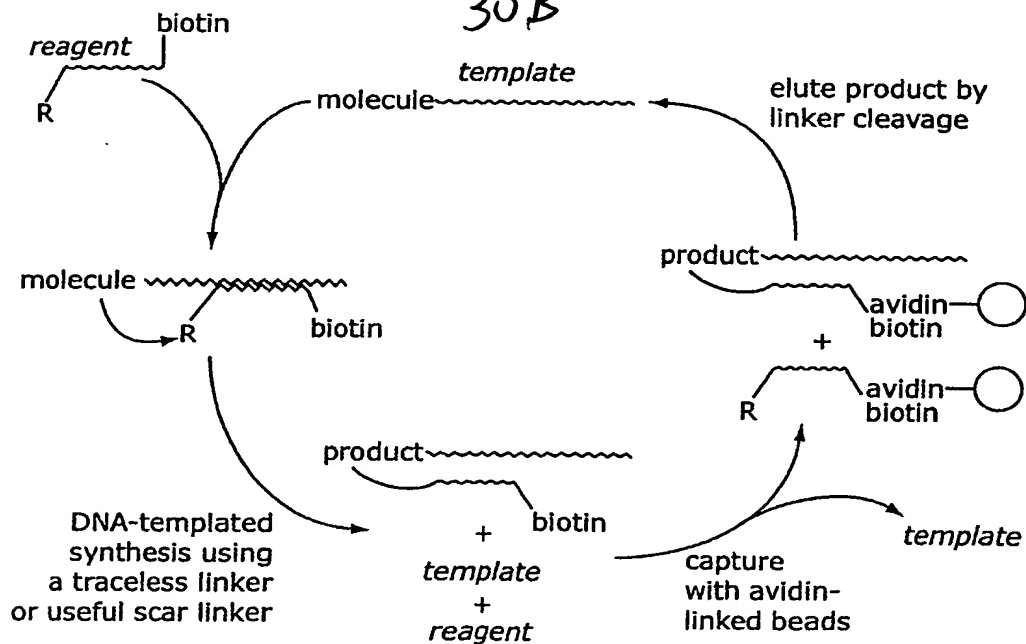 30B
biotin
reagent
R
template
molecule
elute product by
linker cleavage
molecule
R
biotin
product
avidin
biotin
+
R
avidin
biotin
product
biotin
+
template
+
reagent
DNA-templated
synthesis using
a traceless linker
or useful scar linker
capture
with avidin-
linked beads
template